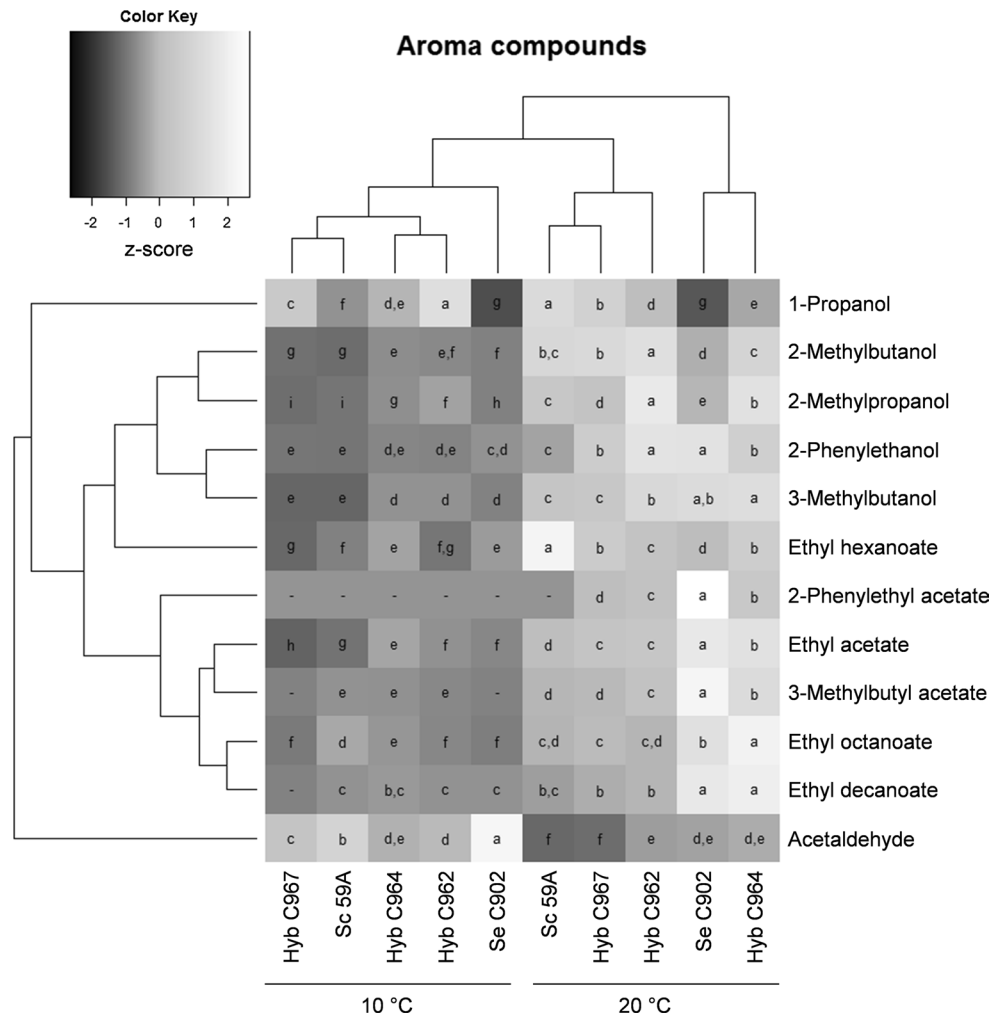 Color Key
-2 -1 0 1 2
z-score
Aroma compounds
c f d,e a g a b d g e 1-Propanol
g g e e,f f b,c b a d c 2-Methylbutanol
i i g f h c d a e b 2-Methylpropanol
e e d,e d,e c,d c b a a b 2-Phenylethanol
e e d d d c c b a,b a 3-Methylbutanol
g f e f,g e a b c d b Ethyl hexanoate
- - - - - - d c a b 2-Phenylethyl acetate
h g e f f d c c a b Ethyl acetate
- e e e - d d c a b 3-Methylbutyl acetate
f d e f f c,d c c,d b a Ethyl octanoate
- c b,c c c b,c b b a a Ethyl decanoate
c b d,e d a f f e d,e d,e Acetaldehyde
Hyb C967
Sc 59A
Hyb C964
Hyb C962
Se C902
Sc 59A
Hyb C967
Hyb C962
Se C902
Hyb C964
10 °C
20 °C